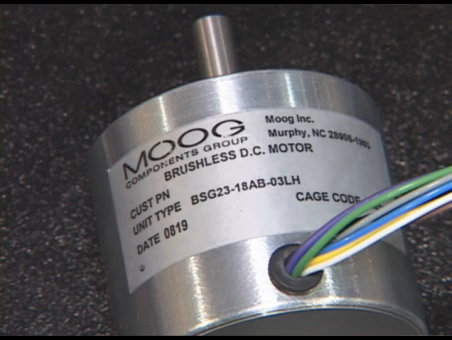 MOOG
COMPONENTS GROUP
Moog Inc.
Murphy, NC 28906-1993
BRUSHLESS D.C. MOTOR
CUST PN
UNIT TYPE BSG23-18AB-03LH
DATE 0819
CAGE CODE